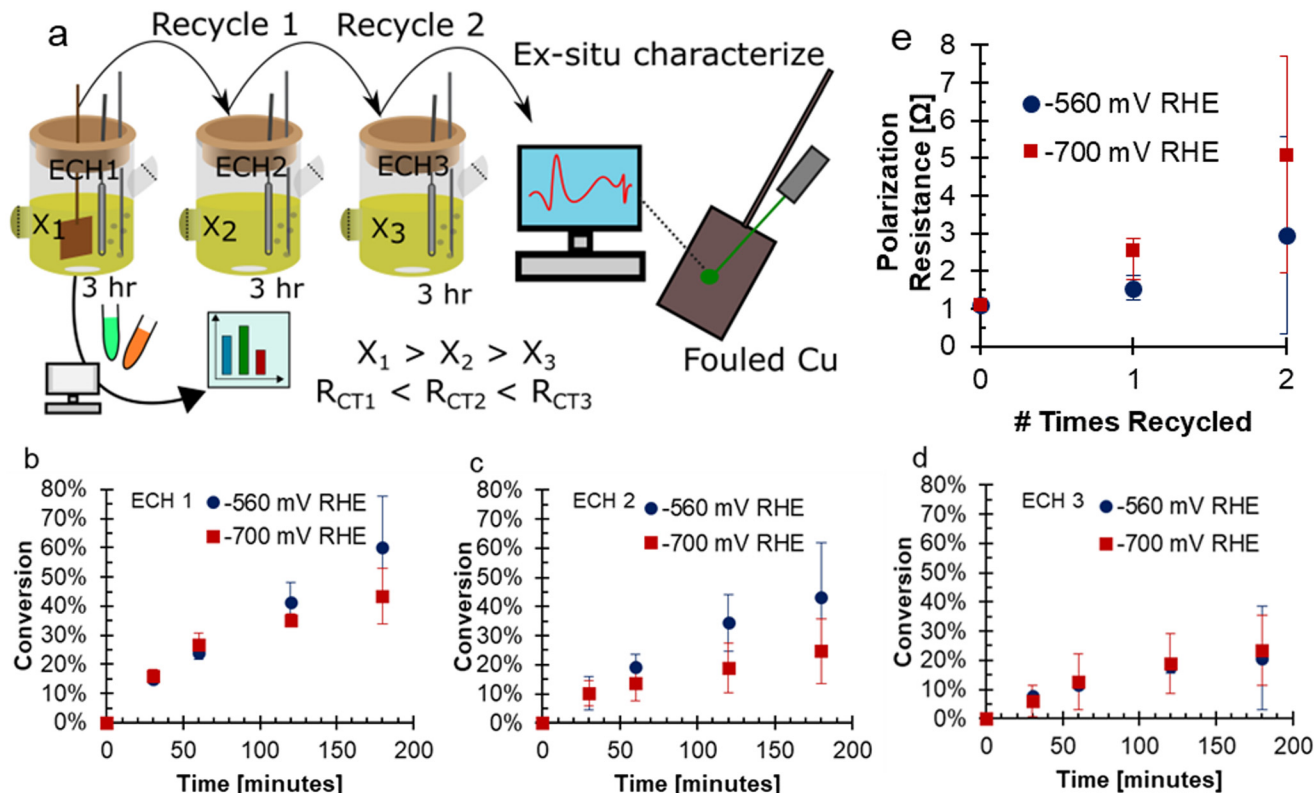 a
Recycle 1
Recycle 2
Ex-situ characterize
ECH1
ECH2
ECH3
X₁
X₂
X₃
3 hr
3 hr
3 hr
X₁ > X₂ > X₃
R_CT1 < R_CT2 < R_CT3
Fouled Cu
e
Polarization
Resistance [Ω]
8
7
6
5
4
3
2
1
0
-560 mV RHE
-700 mV RHE
0 1 2
# Times Recycled
b
ECH 1
-560 mV RHE
-700 mV RHE
Conversion
80%
70%
60%
50%
40%
30%
20%
10%
0%
0 50 100 150 200
Time [minutes]
c
ECH 2
-560 mV RHE
-700 mV RHE
Conversion
80%
70%
60%
50%
40%
30%
20%
10%
0%
0 50 100 150 200
Time [minutes]
d
ECH 3
-560 mV RHE
-700 mV RHE
Conversion
80%
70%
60%
50%
40%
30%
20%
10%
0%
0 50 100 150 200
Time [minutes]